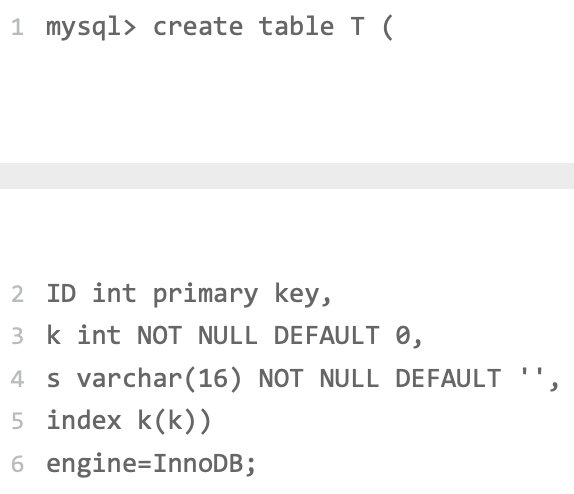 1 mysql> create table T (
2 ID int primary key,
3 k int NOT NULL DEFAULT 0,
4 s varchar(16) NOT NULL DEFAULT '',
5 index k(k))
6 engine=InnoDB;